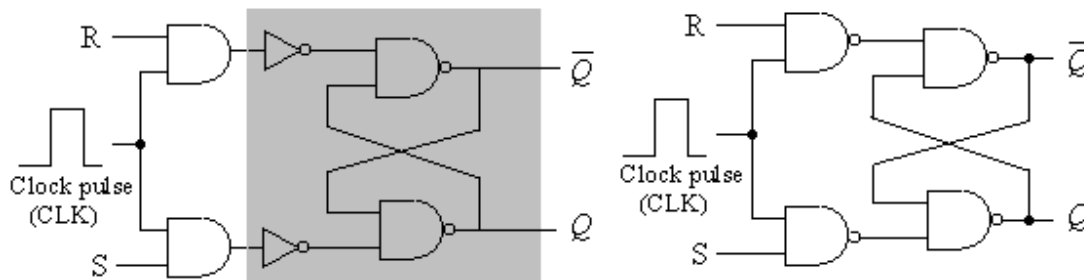 R
Q̅
Clock pulse
(CLK)
S
Q
R
Q̅
Clock pulse
(CLK)
S
Q